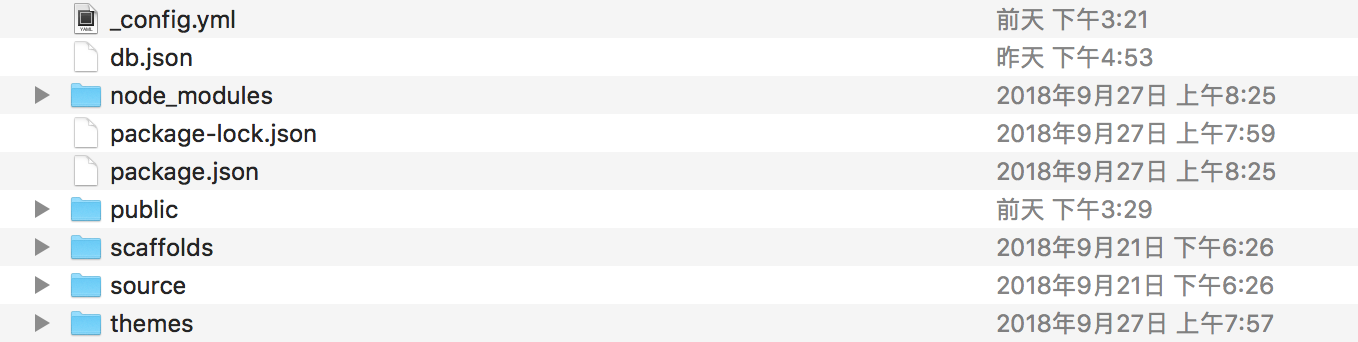 _config.yml 前天 下午3:21
db.json 昨天 下午4:53
node_modules 2018年9月27日 上午8:25
package-lock.json 2018年9月27日 上午7:59
package.json 2018年9月27日 上午8:25
public 前天 下午3:29
scaffolds 2018年9月21日 下午6:26
source 2018年9月21日 下午6:26
themes 2018年9月27日 上午7:57